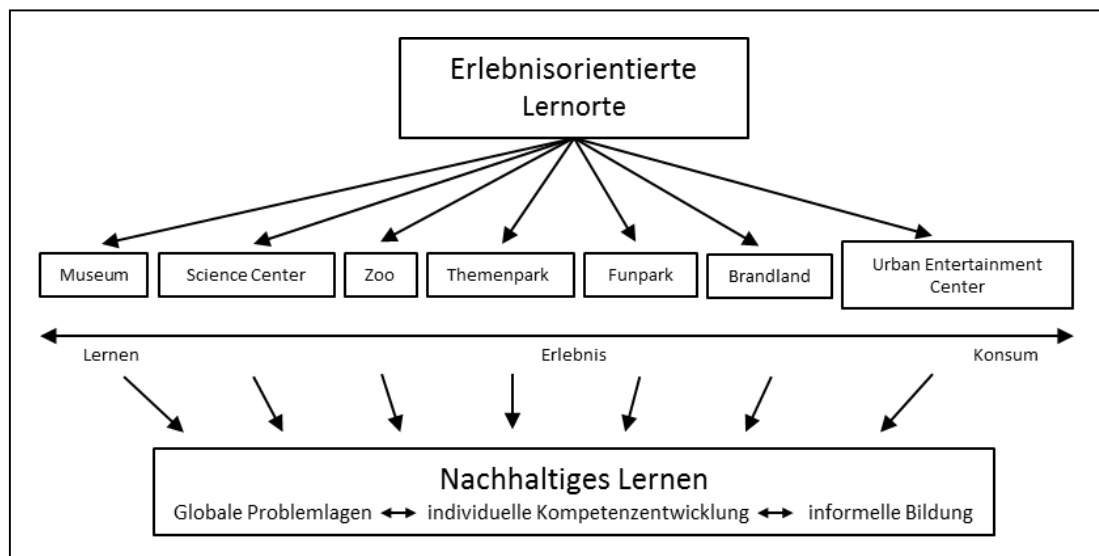 Erlebnisorientierte
Lernorte
Museum
Science Center
Zoo
Themenpark
Funpark
Brandland
Urban Entertainment
Center
Lernen
Erlebnis
Konsum
Nachhaltiges Lernen
Globale Problemlagen ↔ individuelle Kompetenzentwicklung ↔ informelle Bildung